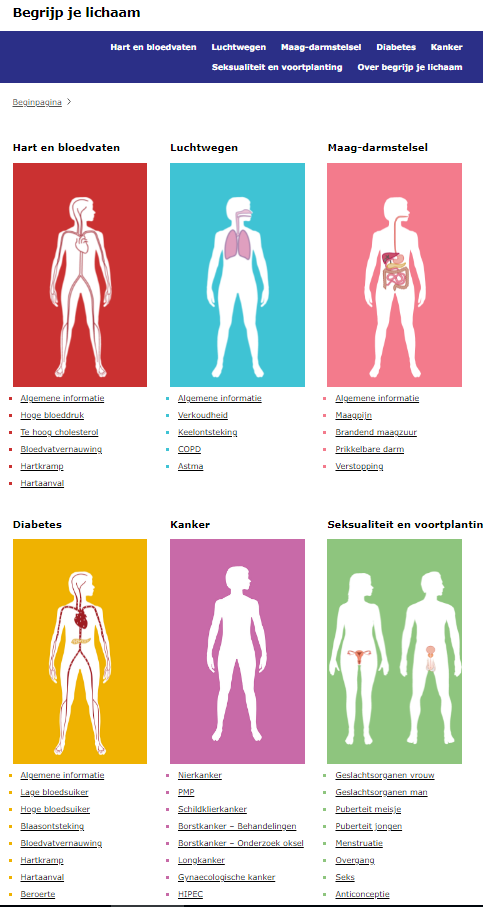 Begrijp je lichaam
Hart en bloedvaten Luchtwegen Maag-darmstelsel Diabetes Kanker
Seksualiteit en voortplanting Over begrijp je lichaam
Beginpagina
Hart en bloedvaten
Algemene informatie
Hoge bloeddruk
Te hoog cholesterol
Bloedvatvernauwing
Hartkramp
Hartaanval
Luchtwegen
Algemene informatie
Verkoudheid
Keelontsteking
COPD
Astma
Maag-darmstelsel
Algemene informatie
Maagpijn
Brandend maagzuur
Prikkelbare darm
Verstopping
Diabetes
Algemene informatie
Lage bloedsuiker
Hoge bloedsuiker
Blaasontsteking
Bloedvatvernauwing
Hartkramp
Hartaanval
Beroerte
Kanker
Nierkanker
PMP
Schildklierkanker
Borstkanker – Behandelingen
Borstkanker – Onderzoek oksel
Longkanker
Gynaecologische kanker
HIPEC
Seksualiteit en voortplantin
Geslachtsorganen vrouw
Geslachtsorganen man
Puberteit meisje
Puberteit jongen
Menstruatie
Overgang
Seks
Anticonceptie